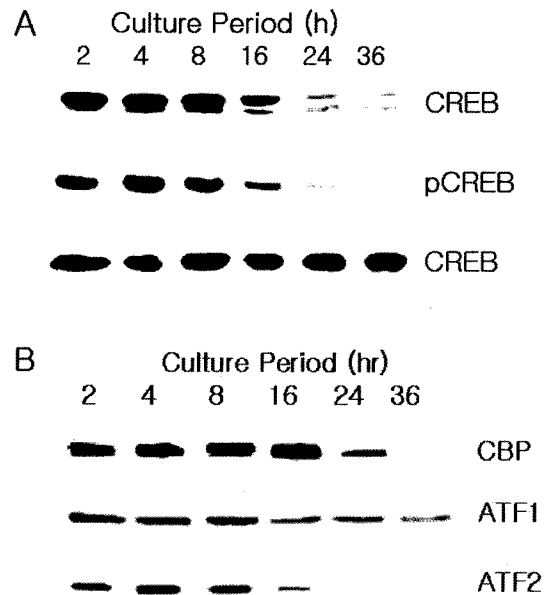 A
Culture Period (h)
2 4 8 16 24 36
CREB
pCREB
CREB
B
Culture Period (hr)
2 4 8 16 24 36
CBP
ATF1
ATF2